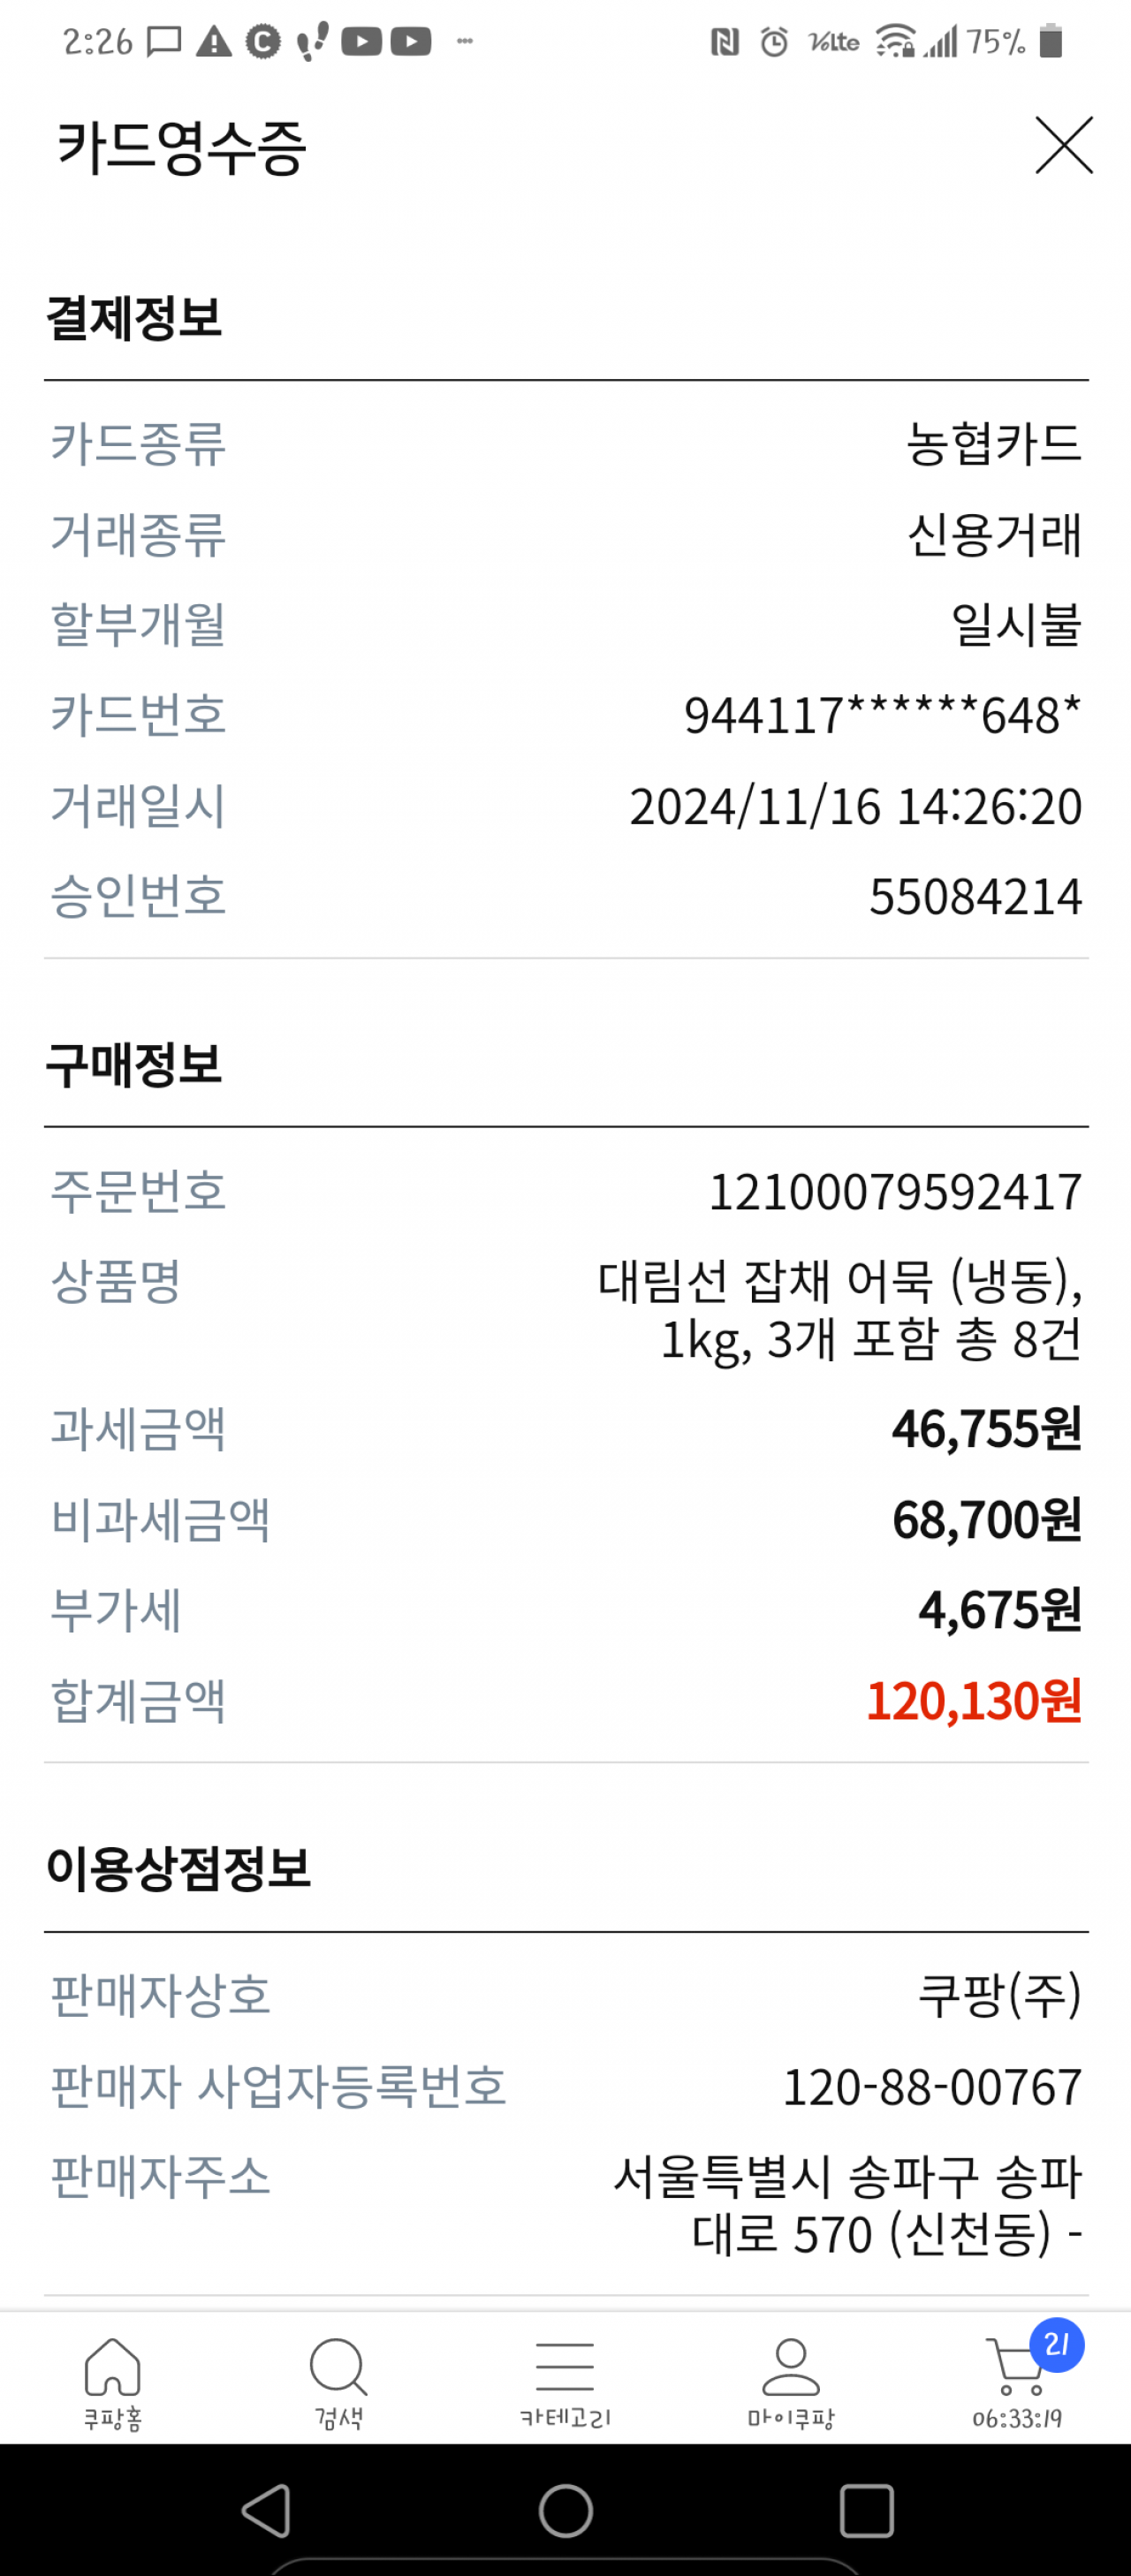 2:26
Volte 75%
카드영수증
결제정보
카드종류 농협카드
거래종류 신용거래
할부개월 일시불
카드번호 944117******648*
거래일시 2024/11/16 14:26:20
승인번호 55084214
구매정보
주문번호 12100079592417
상품명 대림선 잡채 어묵 (냉동),
1kg, 3개 포함 총 8건
과세금액 46,755원
비과세금액 68,700원
부가세 4,675원
합계금액 120,130원
이용상점정보
판매자상호 쿠팡(주)
판매자 사업자등록번호 120-88-00767
판매자주소 서울특별시 송파구 송파
대로 570 (신천동) -
21
쿠팡홈 검색 카테고리 마이쿠팡 06:33:19